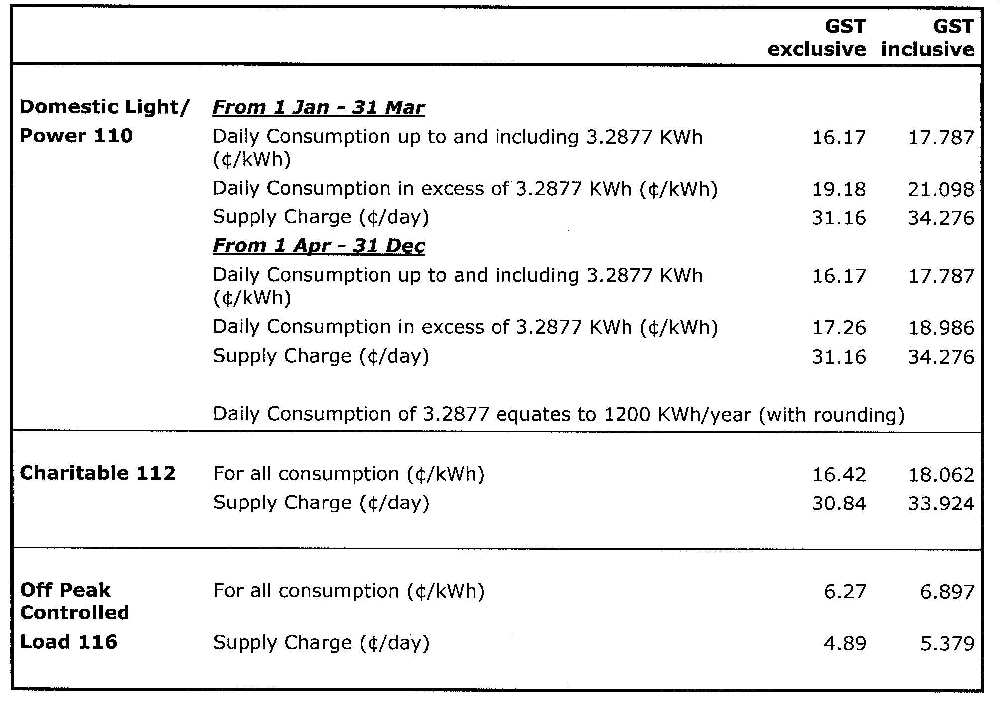 GST GST
exclusive inclusive
Domestic Light/ From 1 Jan - 31 Mar
Power 110 Daily Consumption up to and including 3.2877 KWh 16.17 17.787
(¢/kWh)
Daily Consumption in excess of 3.2877 KWh (¢/kWh) 19.18 21.098
Supply Charge (¢/day) 31.16 34.276
From 1 Apr - 31 Dec
Daily Consumption up to and including 3.2877 KWh 16.17 17.787
(¢/kWh)
Daily Consumption in excess of 3.2877 KWh (¢/kWh) 17.26 18.986
Supply Charge (¢/day) 31.16 34.276
Daily Consumption of 3.2877 equates to 1200 KWh/year (with rounding)
Charitable 112 For all consumption (¢/kWh) 16.42 18.062
Supply Charge (¢/day) 30.84 33.924
Off Peak For all consumption (¢/kWh) 6.27 6.897
Controlled
Load 116 Supply Charge (¢/day) 4.89 5.379